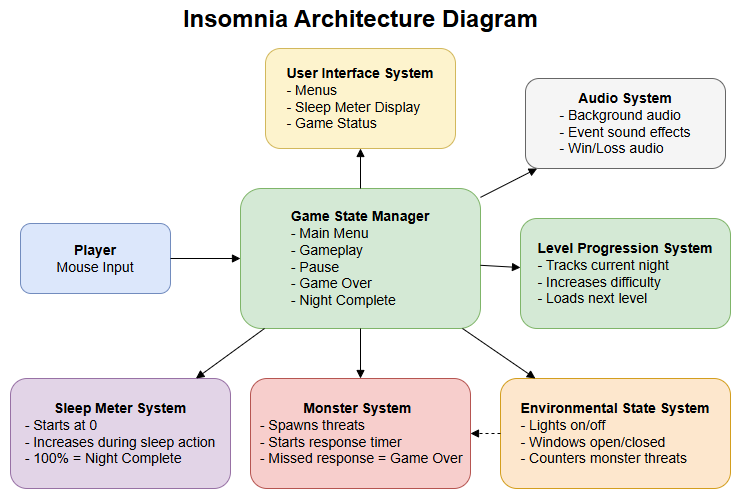 Insomnia Architecture Diagram
User Interface System
- Menus
- Sleep Meter Display
- Game Status
Audio System
- Background audio
- Event sound effects
- Win/Loss audio
Player
Mouse Input
Game State Manager
- Main Menu
- Gameplay
- Pause
- Game Over
- Night Complete
Level Progression System
- Tracks current night
- Increases difficulty
- Loads next level
Sleep Meter System
- Starts at 0
- Increases during sleep action
- 100% = Night Complete
Monster System
- Spawns threats
- Starts response timer
- Missed response = Game Over
Environmental State System
- Lights on/off
- Windows open/closed
- Counters monster threats